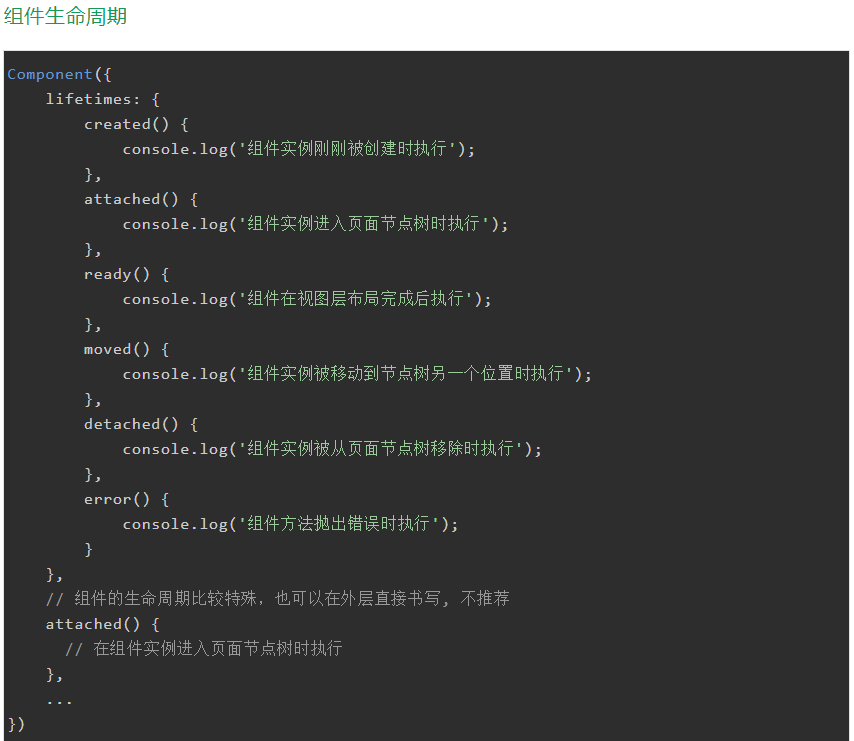 组件生命周期
Component({
    lifetimes: {
        created() {
            console.log('组件实例刚刚被创建时执行');
        },
        attached() {
            console.log('组件实例进入页面节点树时执行');
        },
        ready() {
            console.log('组件在视图层布局完成后执行');
        },
        moved() {
            console.log('组件实例被移动到节点树另一个位置时执行');
        },
        detached() {
            console.log('组件实例被从页面节点树移除时执行');
        },
        error() {
            console.log('组件方法抛出错误时执行');
        }
    },
    // 组件的生命周期比较特殊，也可以在外层直接书写, 不推荐
    attached() {
      // 在组件实例进入页面节点树时执行
    },
    ...
})